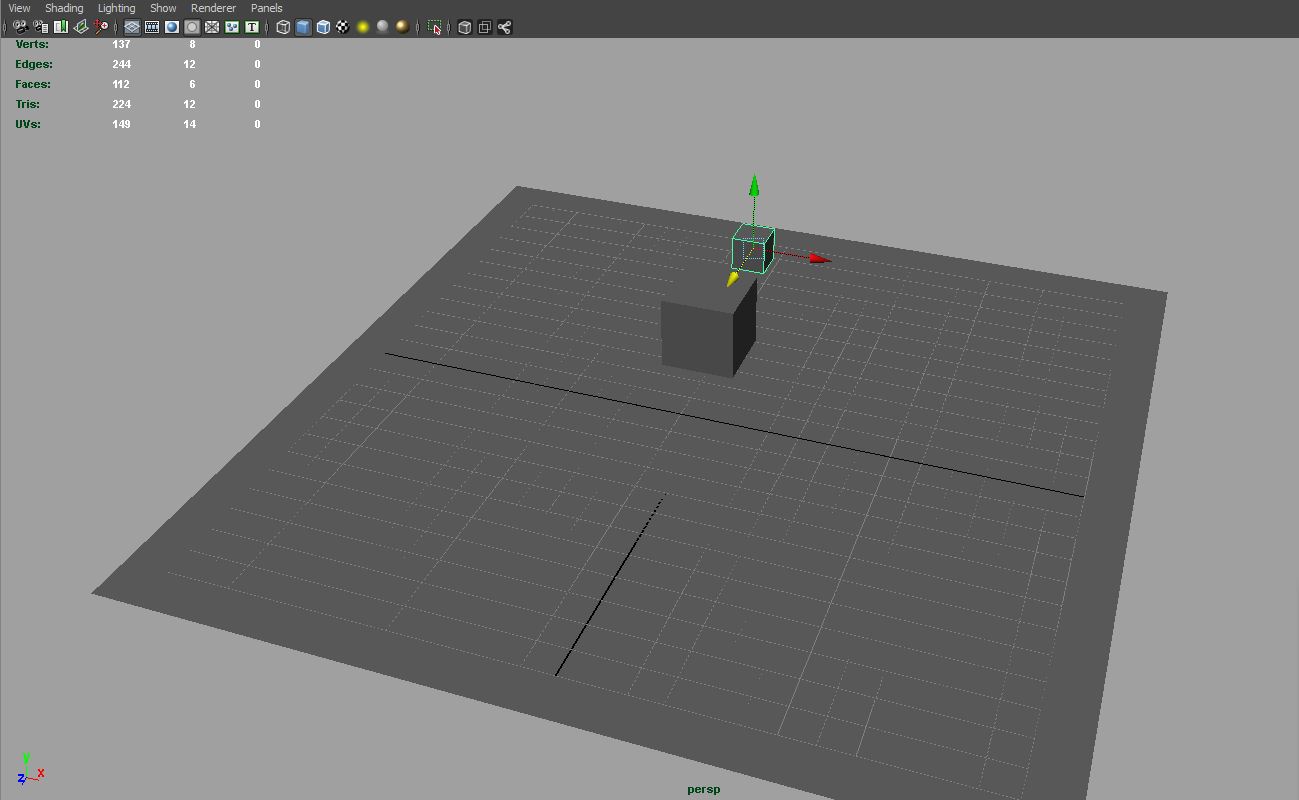 View Shading Lighting Show Renderer Panels
T
Verts: 137 8 0
Edges: 244 12 0
Faces: 112 6 0
Tris: 224 12 0
UVs: 149 14 0
y
z x
persp